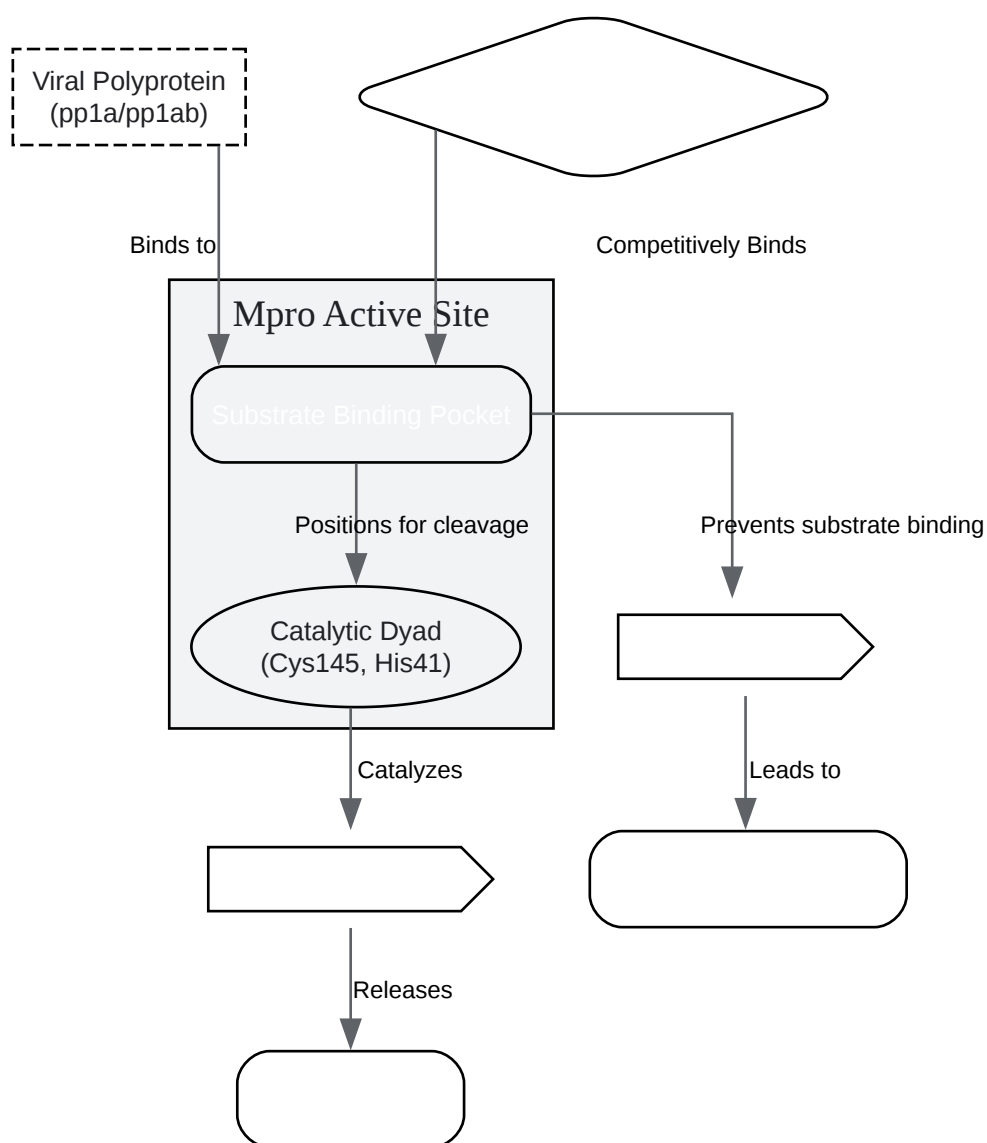 Viral Polyprotein
(pp1a/pp1ab)
Binds to
Competitively Binds
Mpro Active Site
Substrate Binding Pocket
Positions for cleavage
Prevents substrate binding
Catalytic Dyad
(Cys145, His41)
Catalyzes
Leads to
Releases